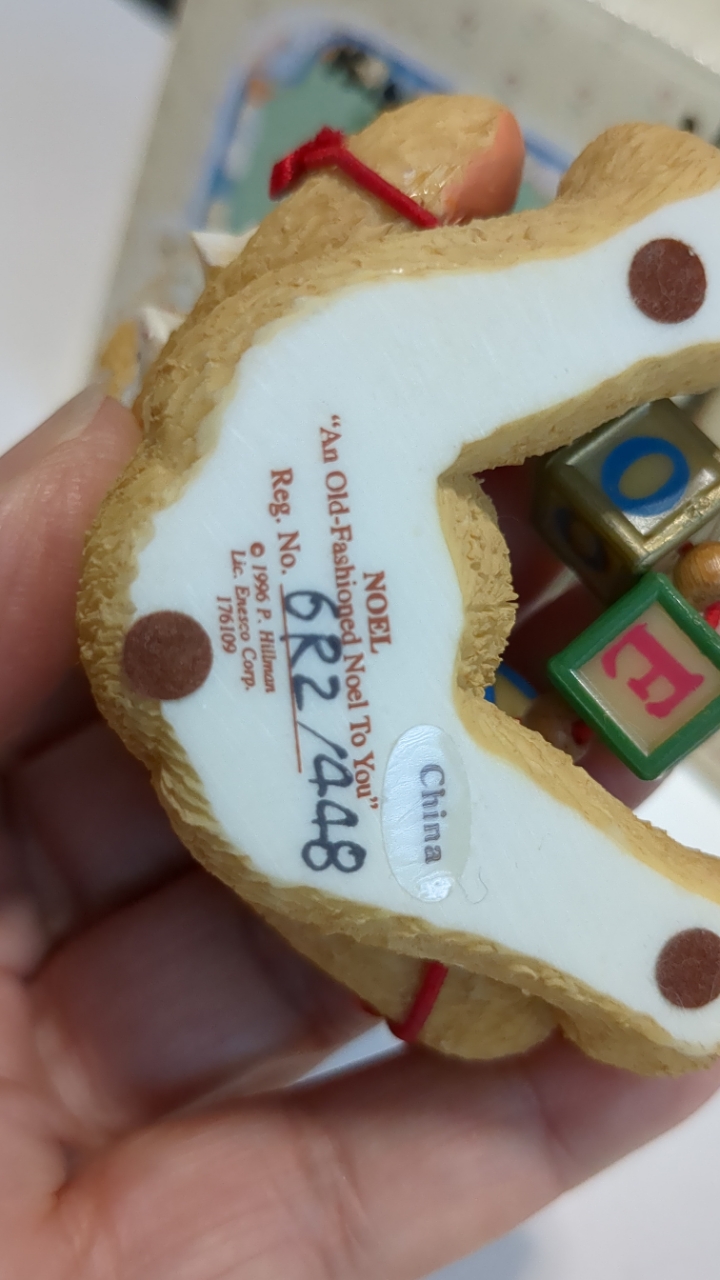 NOEL
"An Old-Fashioned Noel To You"
Reg. No. 6R2/448
© 1996 P. Hillman
Lic. Enesco Corp.
176109
China
O
E